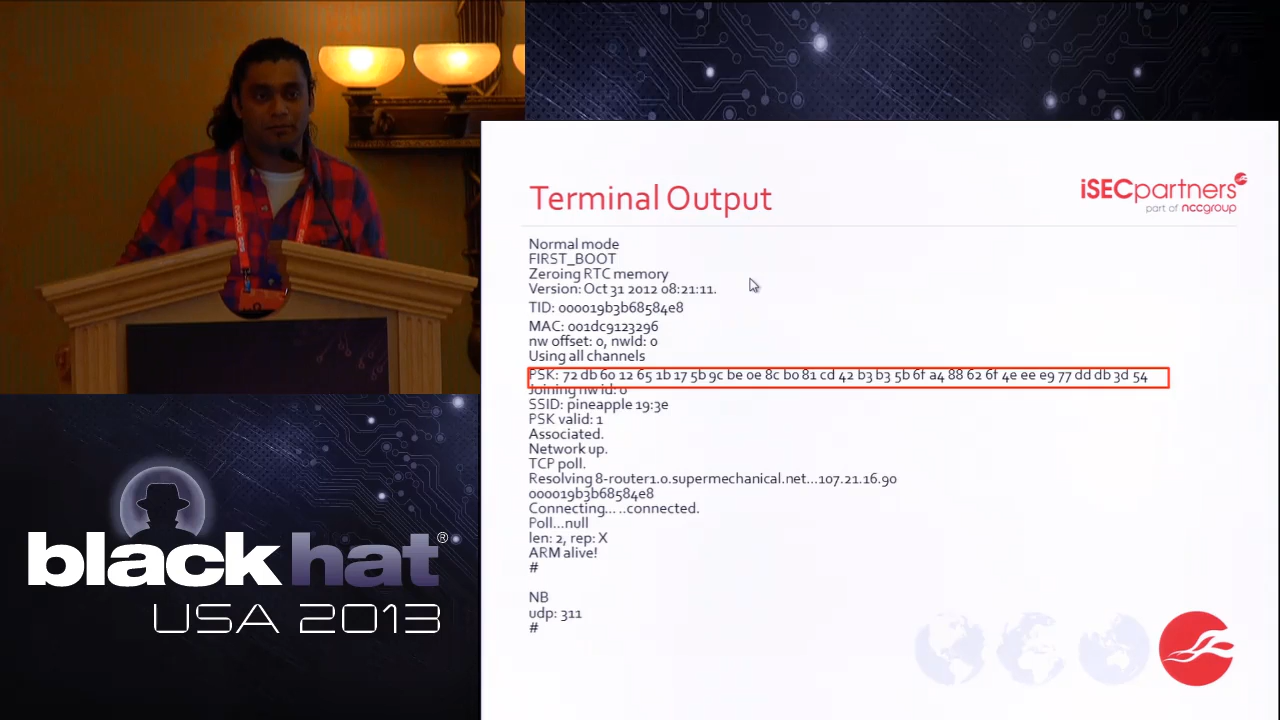 Terminal Output
iSECpartners
part of nccgroup
Normal mode
FIRST_BOOT
Zeroing RTC memory
Version: Oct 31 2012 08:21:11.
TID: 000019b3b68584e8
MAC: 001dc9123296
nw offset: 0, nwId: 0
Using all channels
PSK: 72 db 60 12 65 1b 17 5b 9c be 0e 8c b0 81 cd 42 b3 b3 5b 6f a4 88 62 6f 4e ee e9 77 dd db 3d 54
Joining nw id: 0
SSID: pineapple 19:3e
PSK valid: 1
Associated.
Network up.
TCP poll.
Resolving 8-router1.0.supermechanical.net...107.21.16.90
000019b3b68584e8
Connecting... ..connected.
Poll...null
len: 2, rep: X
ARM alive!
#
NB
udp: 311
#
black hat®
USA 2013